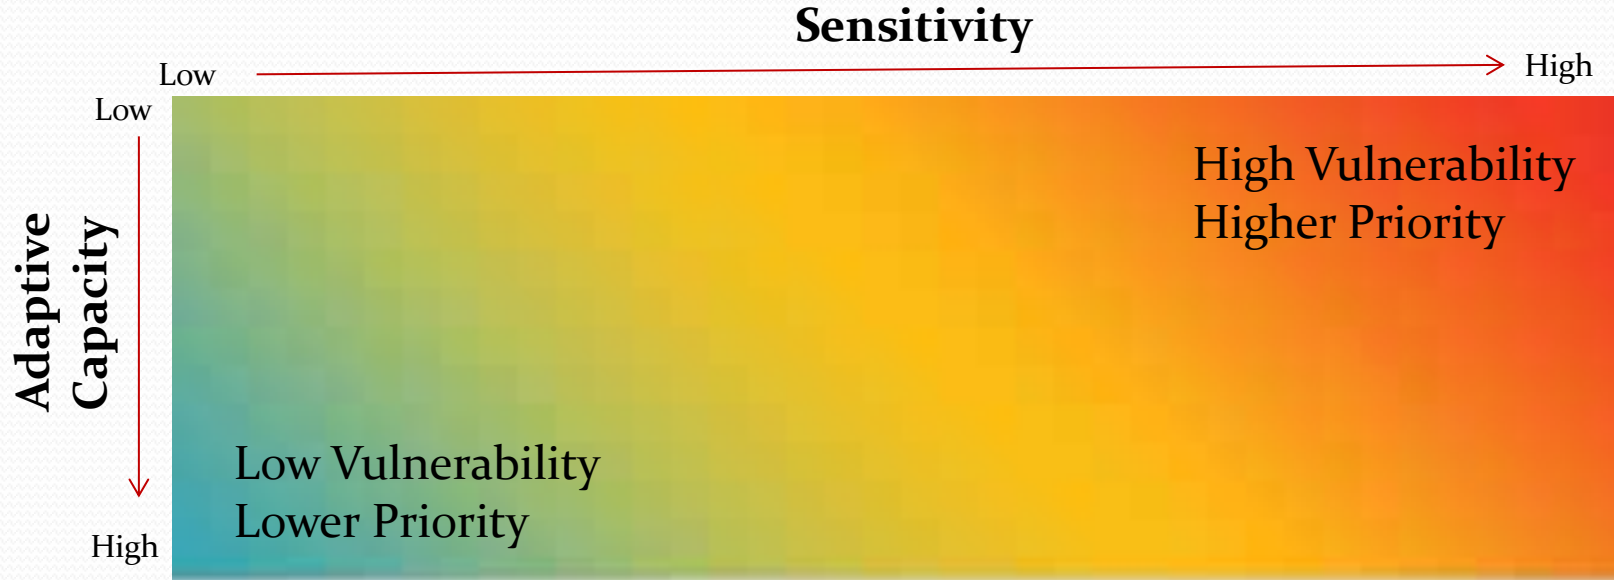 Sensitivity
Low
High
Low
Adaptive
Capacity
High
High Vulnerability
Higher Priority
Low Vulnerability
Lower Priority